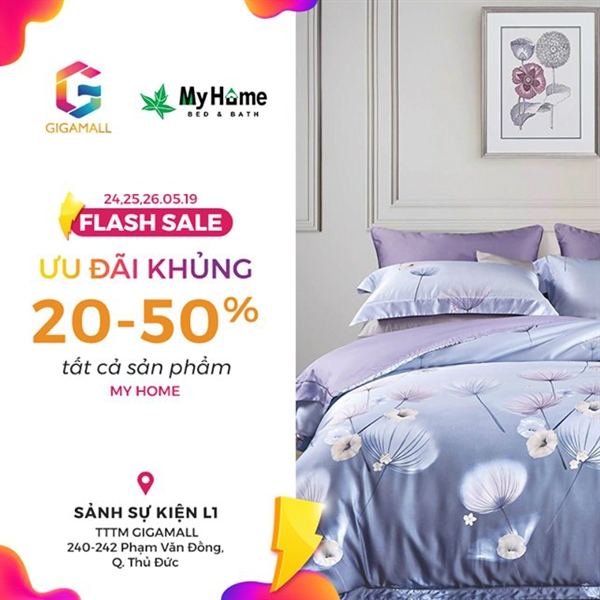 GIGAMALL
MyHome
BED & BATH
24,25,26.05.19
FLASH SALE
ƯU ĐÃI KHỦNG
20-50%
tất cả sản phẩm
MY HOME
SẢNH SỰ KIỆN L1
TTTM GIGAMALL
240-242 Phạm Văn Đồng,
Q. Thủ Đức